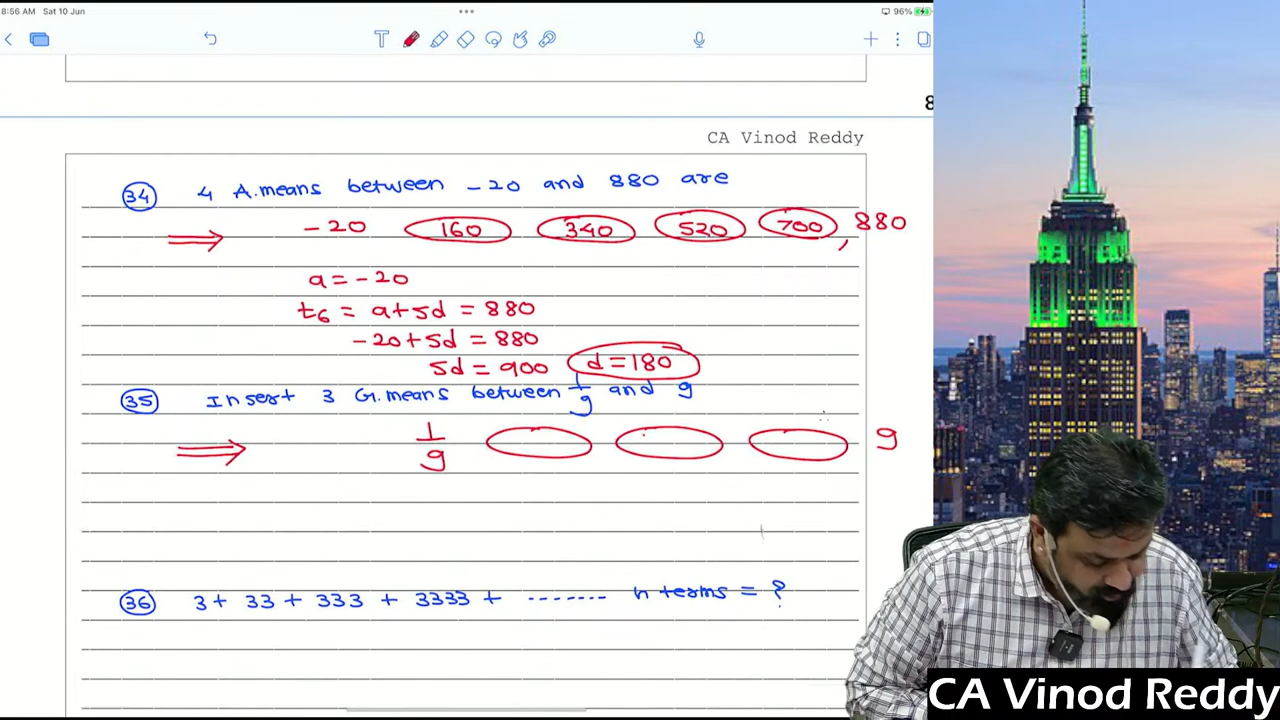 8:56 AM Sat 10 Jun
96%
T
8
CA Vinod Reddy
34 4 A.means between -20 and 880 are
⇒ -20 160 340 520 700 , 880
a = -20
t6 = a+5d = 880
-20+5d = 880
5d = 900 d=180
35 Insert 3 G.means between 1/9 and 9
⇒ 1/9 9
36 3+ 33 + 333 + 3333 + ....... n terms = ?
CA Vinod Reddy